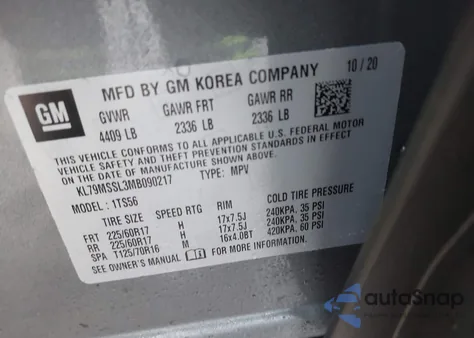 GM
MFD BY GM KOREA COMPANY 10/20
GVWR GAWR FRT GAWR RR
4409 LB 2336 LB 2336 LB
THIS VEHICLE CONFORMS TO ALL APPLICABLE U.S. FEDERAL MOTOR
VEHICLE SAFETY AND THEFT PREVENTION STANDARDS IN EFFECT ON
THE DATE OF MANUFACTURE SHOWN ABOVE.
KL79MSSL3MB090217 TYPE: MPV
MODEL: 1TS56
TIRE SIZE SPEED RTG RIM COLD TIRE PRESSURE
FRT 225/60R17 H 17x7.5J 240KPA, 35 PSI
RR 225/60R17 H 17x7.5J 240KPA, 35 PSI
SPA T125/70R16 M 16x4.0BT 420KPA, 60 PSI
SEE OWNER'S MANUAL FOR MORE INFORMATION.
autoSnap